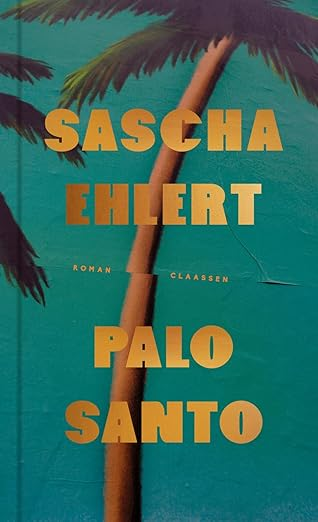 SASCHA
EHLERT
ROMAN
CLAASSEN
PALO
SANTO